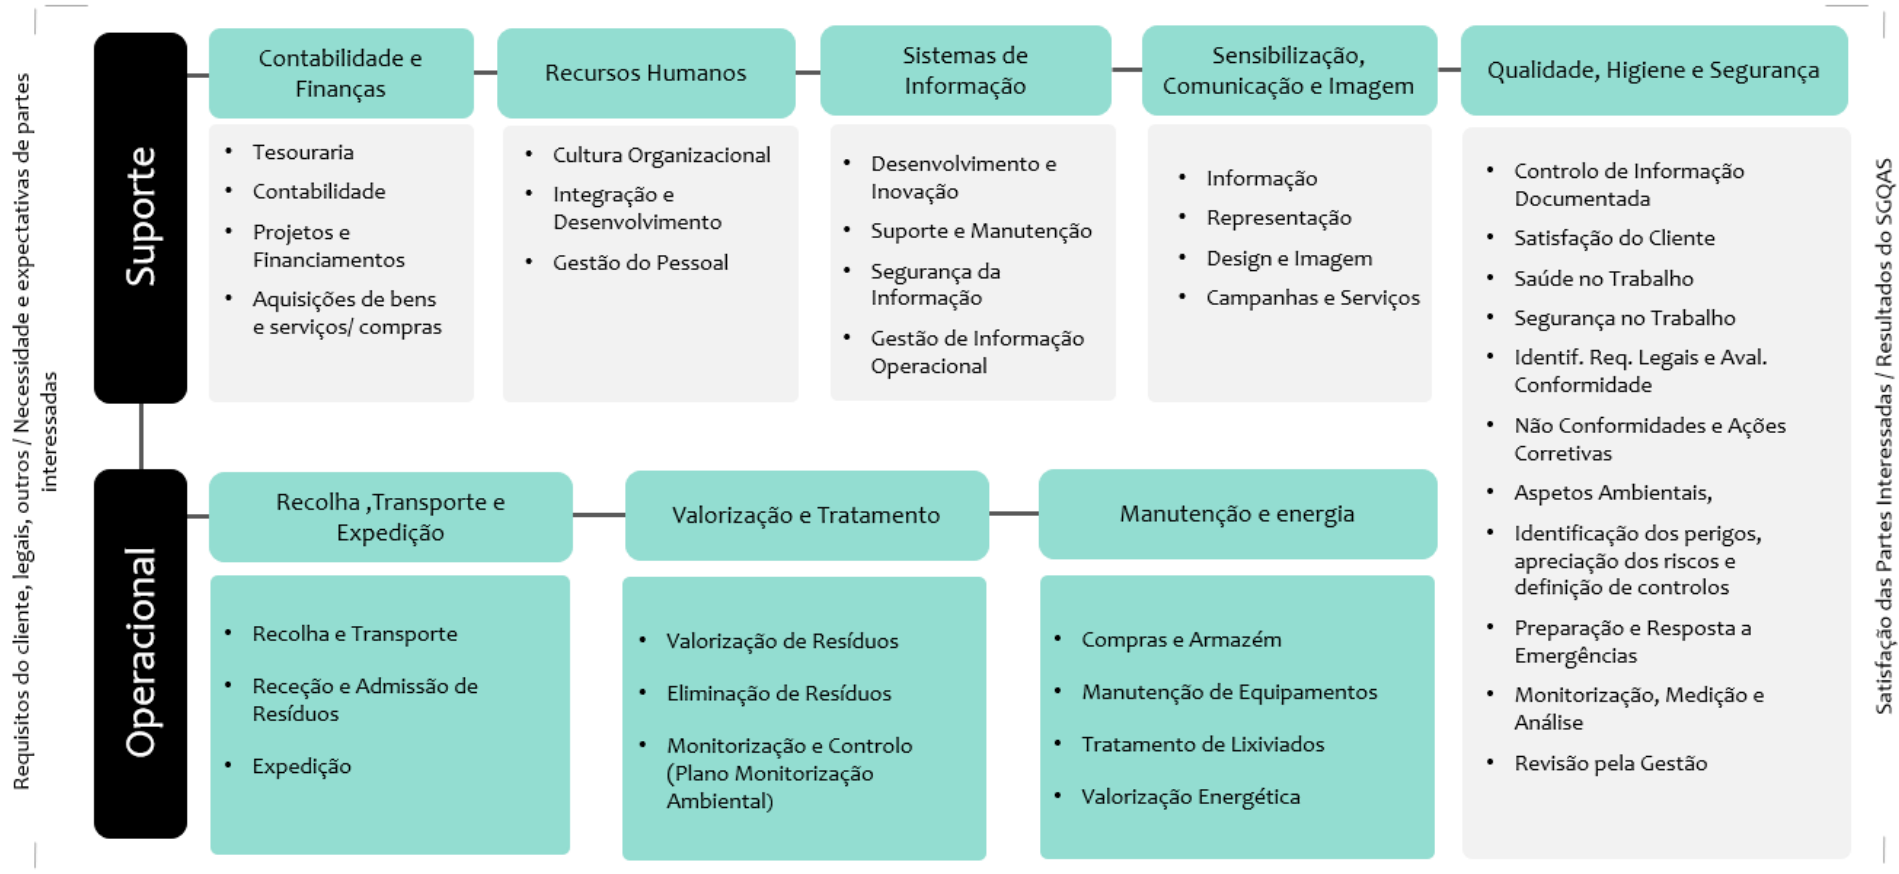 Requisitos do cliente, legais, outros / Necessidade e expectativas de partes
interessadas
Suporte
Contabilidade e
Finanças
• Tesouraria
• Contabilidade
• Projetos e
Financiamentos
• Aquisições de bens
e serviços/ compras
Recursos Humanos
• Cultura Organizacional
• Integração e
Desenvolvimento
• Gestão do Pessoal
Sistemas de
Informação
• Desenvolvimento e
Inovação
• Suporte e Manutenção
• Segurança da
Informação
• Gestão de Informação
Operacional
Sensibilização,
Comunicação e Imagem
• Informação
• Representação
• Design e Imagem
• Campanhas e Serviços
Qualidade, Higiene e Segurança
• Controlo de Informação
Documentada
• Satisfação do Cliente
• Saúde no Trabalho
• Segurança no Trabalho
• Identif. Req. Legais e Aval.
Conformidade
• Não Conformidades e Ações
Corretivas
• Aspetos Ambientais,
• Identificação dos perigos,
apreciação dos riscos e
definição de controlos
• Preparação e Resposta a
Emergências
• Monitorização, Medição e
Análise
• Revisão pela Gestão
Operacional
Recolha ,Transporte e
Expedição
• Recolha e Transporte
• Receção e Admissão de
Resíduos
• Expedição
Valorização e Tratamento
• Valorização de Resíduos
• Eliminação de Resíduos
• Monitorização e Controlo
(Plano Monitorização
Ambiental)
Manutenção e energia
• Compras e Armazém
• Manutenção de Equipamentos
• Tratamento de Lixiviados
• Valorização Energética
Satisfação das Partes Interessadas / Resultados do SGQAS